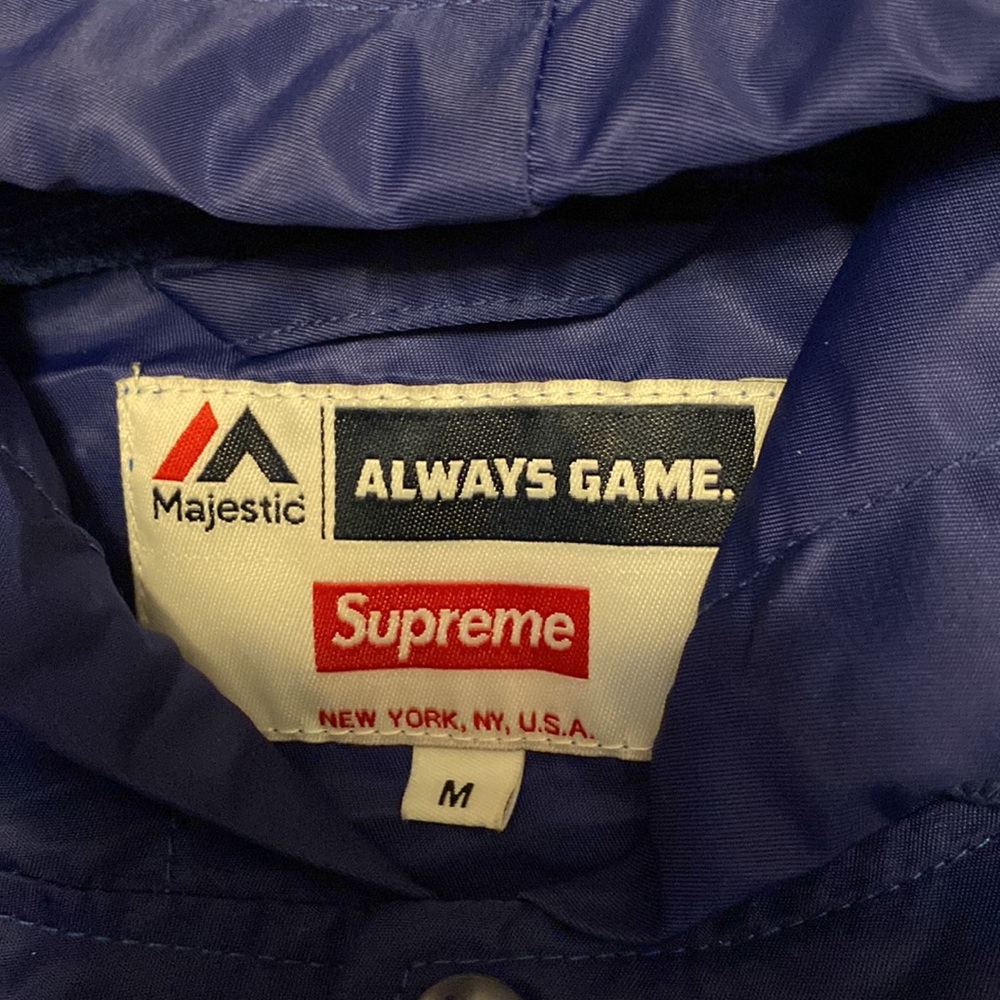 Majestic
ALWAYS GAME.
Supreme
NEW YORK, NY, U.S.A.
M